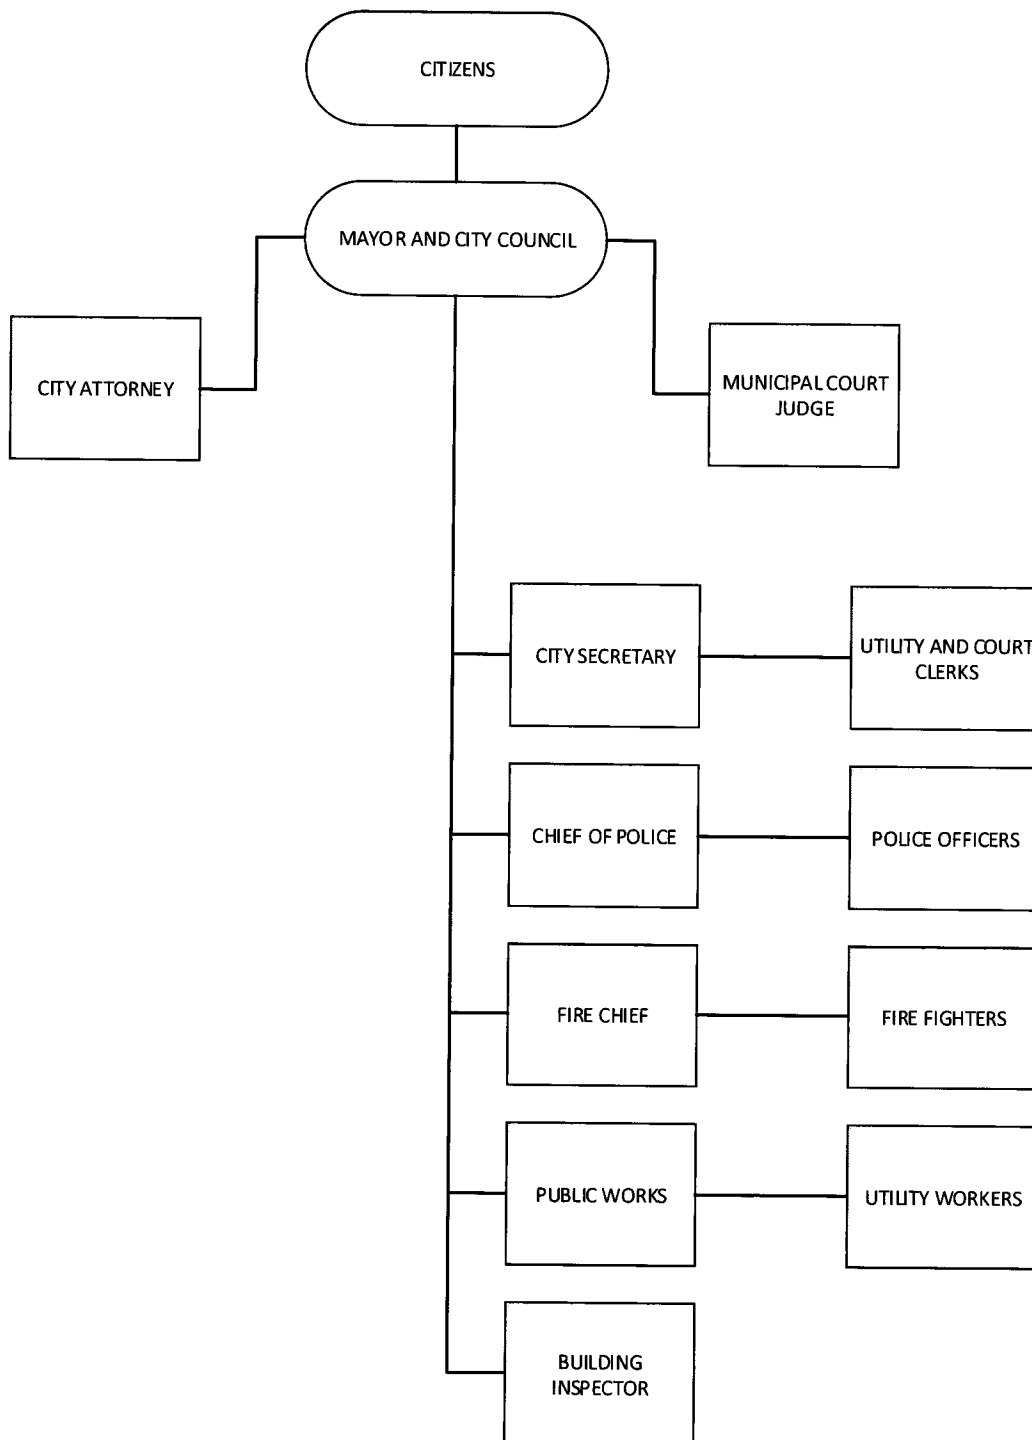 CITIZENS
MAYOR AND CITY COUNCIL
CITY ATTORNEY
MUNICIPAL COURT
JUDGE
CITY SECRETARY
UTILITY AND COURT
CLERKS
CHIEF OF POLICE
POLICE OFFICERS
FIRE CHIEF
FIRE FIGHTERS
PUBLIC WORKS
UTILITY WORKERS
BUILDING
INSPECTOR